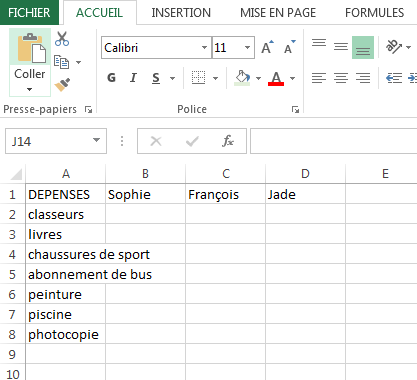 FICHIER ACCUEIL INSERTION MISE EN PAGE FORMULES
Calibri 11 A A
Coller G I S A
Presse-papiers Police
J14 fx
A B C D E
1 DEPENSES Sophie François Jade
2 classeurs
3 livres
4 chaussures de sport
5 abonnement de bus
6 peinture
7 piscine
8 photocopie
9
10